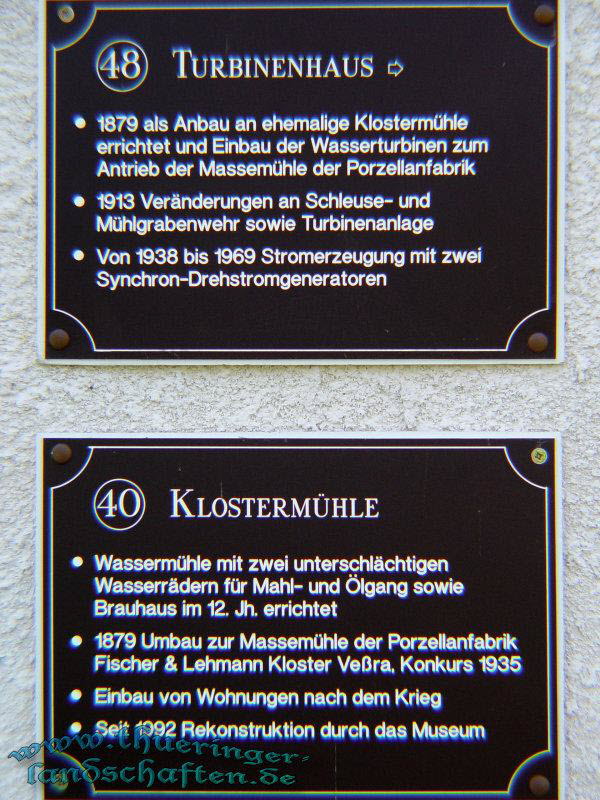 48 TURBINENHAUS ⇨
• 1879 als Anbau an ehemalige Klostermühle
errichtet und Einbau der Wasserturbinen zum
Antrieb der Massemühle der Porzellanfabrik
• 1913 Veränderungen an Schleuse- und
Mühlgrabenwehr sowie Turbinenanlage
• Von 1938 bis 1969 Stromerzeugung mit zwei
Synchron-Drehstromgeneratoren
40 KLOSTERMÜHLE
• Wassermühle mit zwei unterschlächtigen
Wasserrädern für Mahl- und Ölgang sowie
Brauhaus im 12. Jh. errichtet
• 1879 Umbau zur Massemühle der Porzellanfabrik
Fischer & Lehmann Kloster Veßra, Konkurs 1935
• Einbau von Wohnungen nach dem Krieg
• Seit 1992 Rekonstruktion durch das Museum
www.thueringer-
landschaften.de